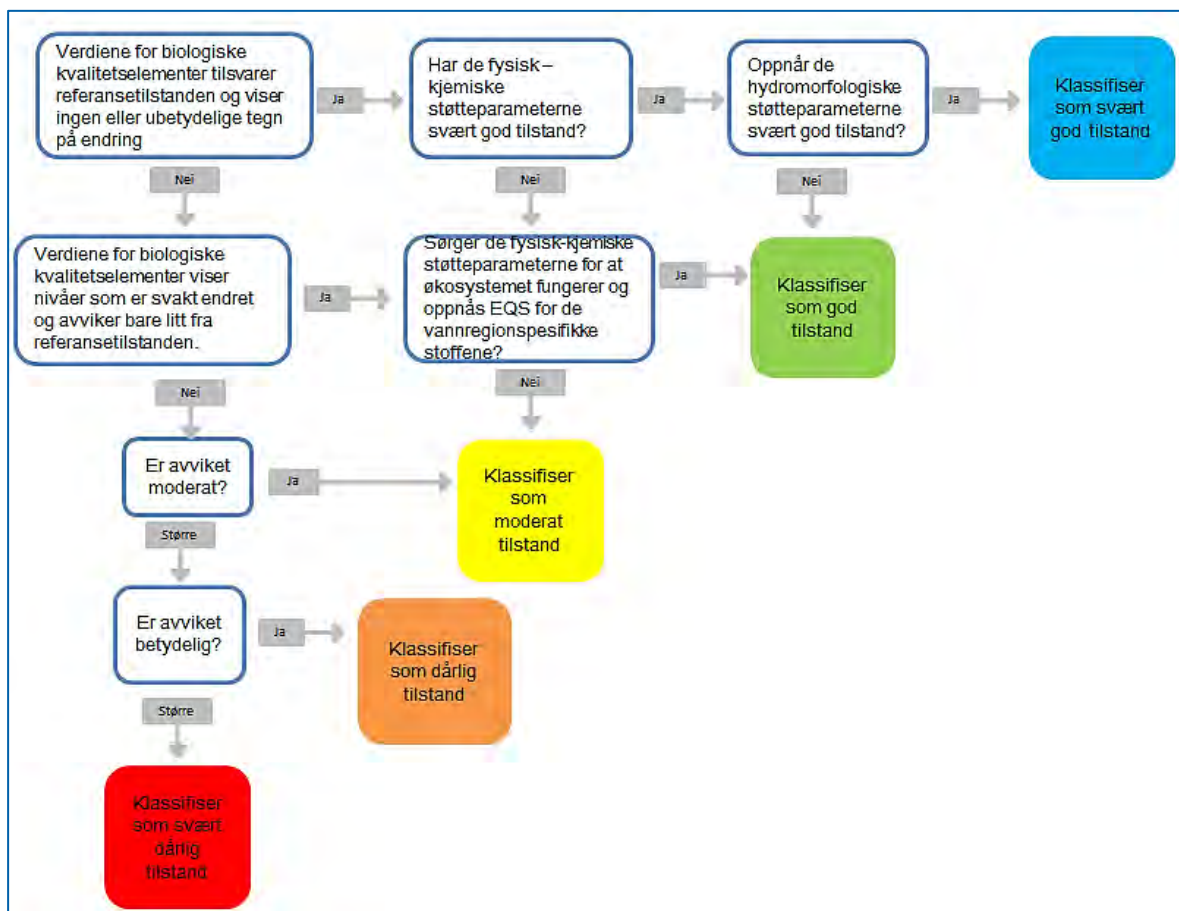 Verdiene for biologiske
kvalitetselementer tilsvarer
referansetilstanden og viser
ingen eller ubetydelige tegn
på endring
Ja
Har de fysisk –
kjemiske
støtteparameterne
svært god tilstand?
Ja
Oppnår de
hydromorfologiske
støtteparameterne
svært god tilstand?
Ja
Klassifiser
som svært
god tilstand
Nei
Nei
Nei
Verdiene for biologiske
kvalitetselementer viser
nivåer som er svakt endret
og avviker bare litt fra
referansetilstanden.
Ja
Sørger de fysisk-kjemiske
støtteparameterne for at
økosystemet fungerer og
oppnås EQS for de
vannregionspesifikke
stoffene?
Ja
Klassifiser
som god
tilstand
Nei
Nei
Er avviket
moderat?
Ja
Klassifiser
som
moderat
tilstand
Større
Er avviket
betydelig?
Ja
Klassifiser
som dårlig
tilstand
Større
Klassifiser
som svært
dårlig
tilstand